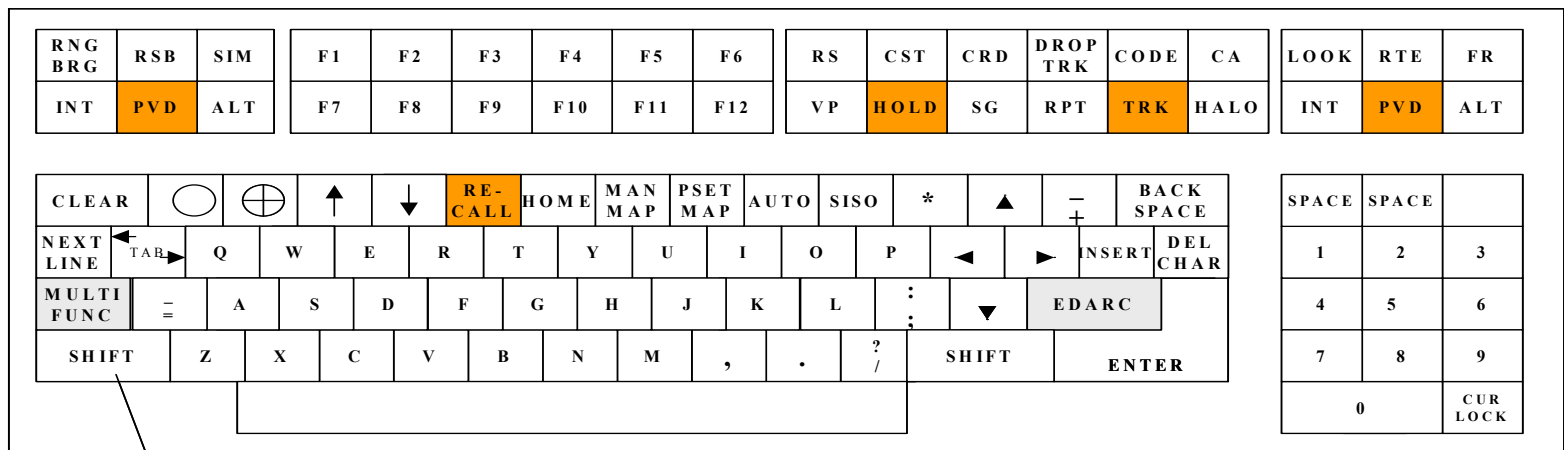 RNG BRG RSB SIM F1 F2 F3 F4 F5 F6 RS CST CRD DROP TRK CODE CA LOOK RTE FR
INT PVD ALT F7 F8 F9 F10 F11 F12 VP HOLD SG RPT TRK HALO INT PVD ALT
CLEAR RE-CALL HOME MAN MAP PSET MAP AUTO SISO * – + BACK SPACE SPACE SPACE
NEXT LINE TAB Q W E R T Y U I O P INSERT DEL CHAR 1 2 3
MULTI FUNC – = A S D F G H J K L : ; EDARC 4 5 6
SHIFT Z X C V B N M , . ? / SHIFT ENTER 7 8 9
0 CUR LOCK